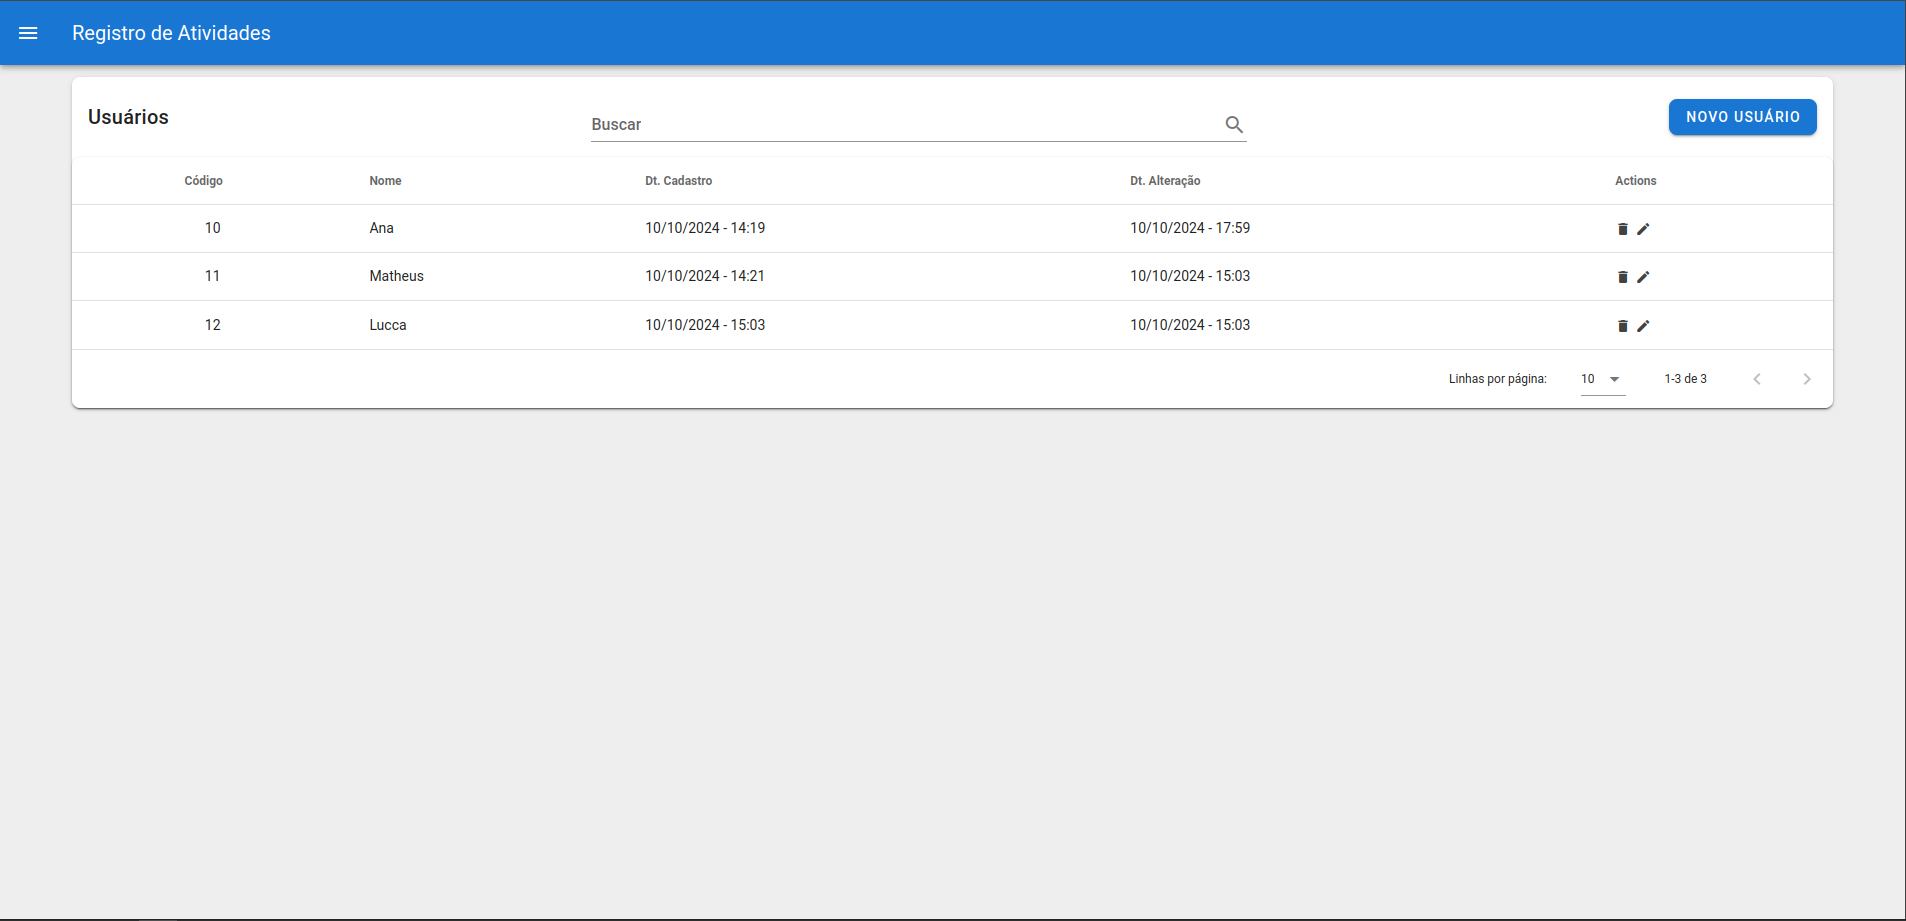 Registro de Atividades
Usuários
Buscar
NOVO USUÁRIO
Código Nome Dt. Cadastro Dt. Alteração Actions
10 Ana 10/10/2024 - 14:19 10/10/2024 - 17:59
11 Matheus 10/10/2024 - 14:21 10/10/2024 - 15:03
12 Lucca 10/10/2024 - 15:03 10/10/2024 - 15:03
Linhas por página: 10 1-3 de 3